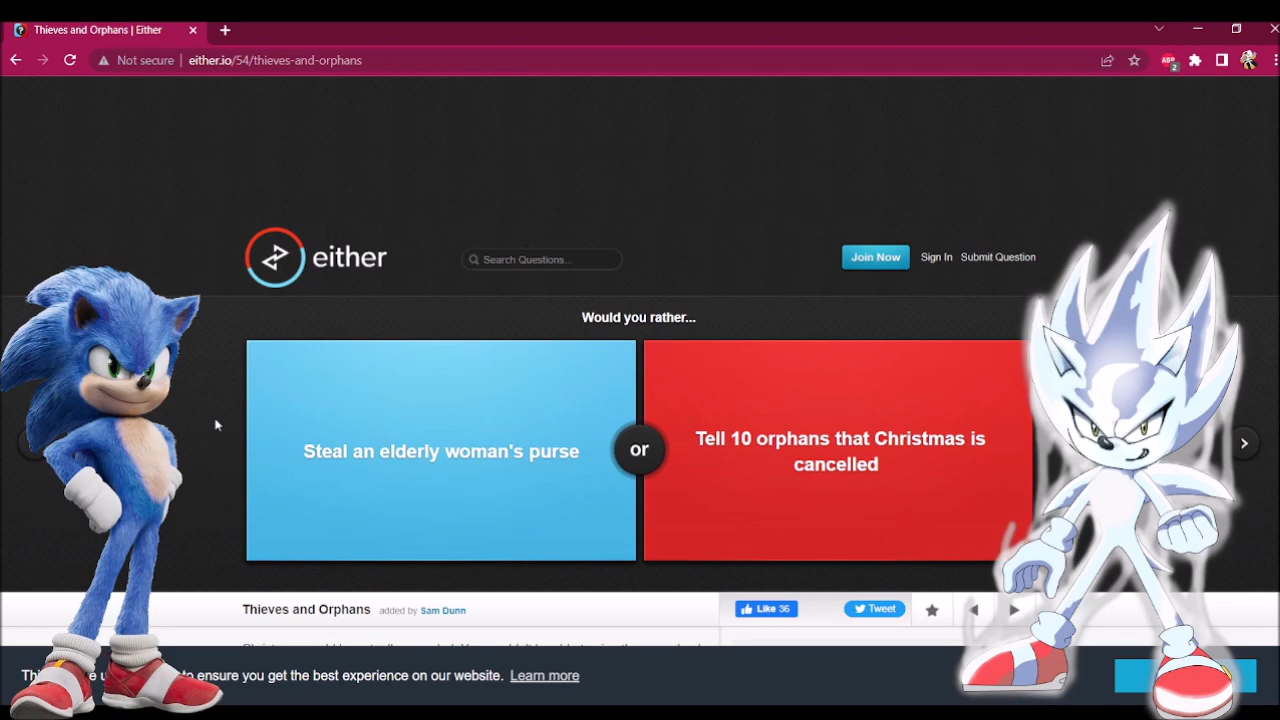 Thieves and Orphans | Either
Not secure | either.io/54/thieves-and-orphans
ABP
2
either
Search Questions...
Join Now
Sign In
Submit Question
Would you rather...
Steal an elderly woman's purse
or
Tell 10 orphans that Christmas is
cancelled
Thieves and Orphans added by Sam Dunn
Like 36
Tweet
to ensure you get the best experience on our website. Learn more